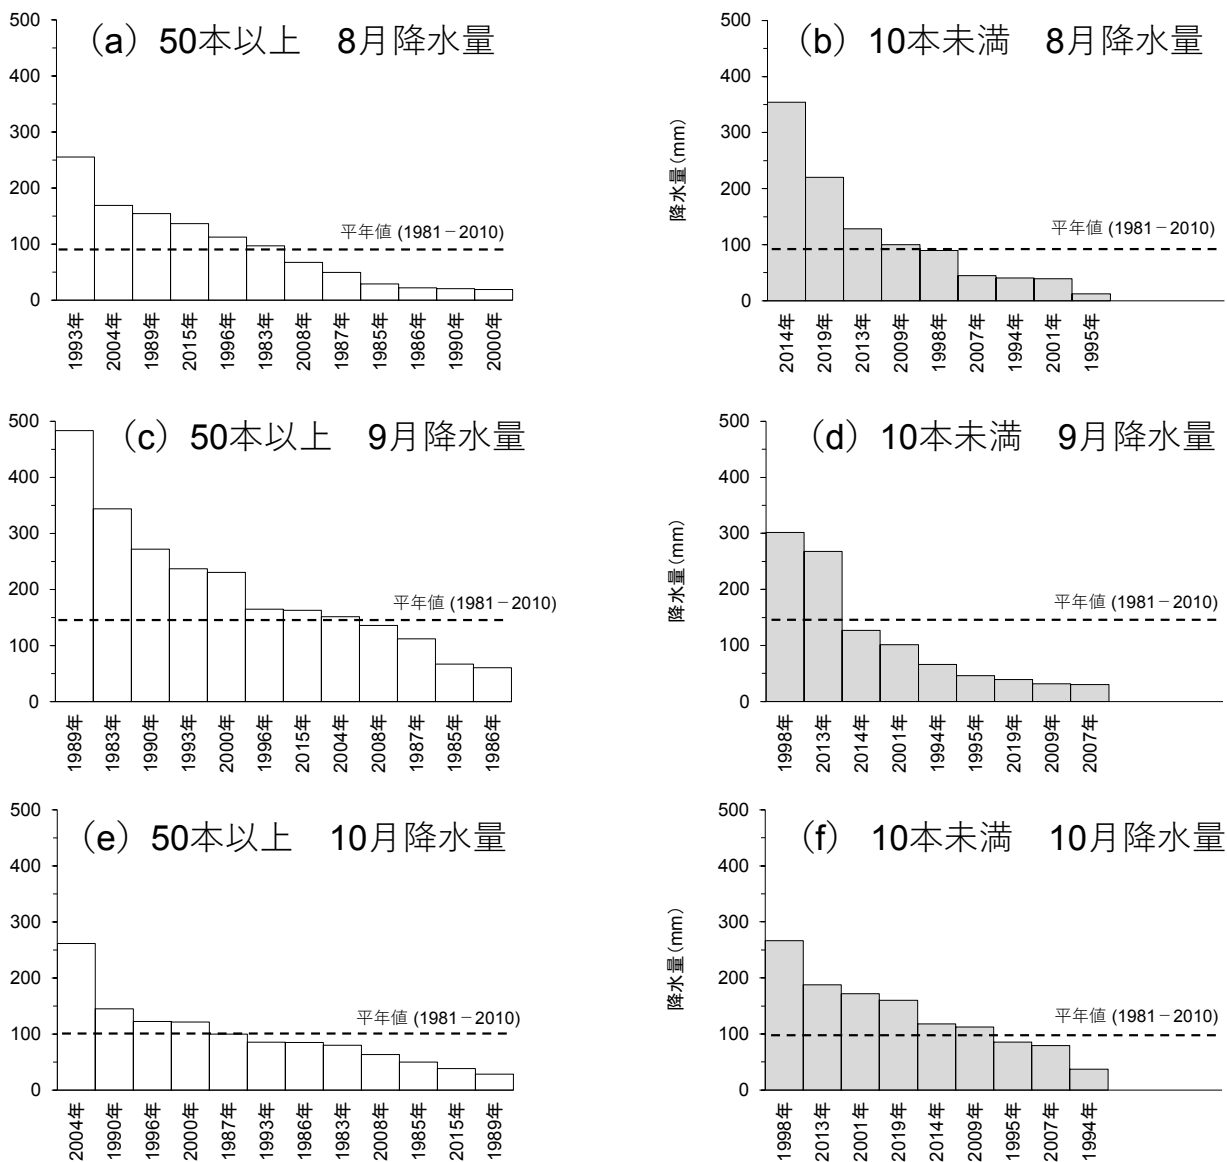 (a) 50本以上　8月降水量
500
400
300
200
100
0
平年値 (1981－2010)
1993年
2004年
1989年
2015年
1996年
1983年
2008年
1987年
1985年
1986年
1990年
2000年
(b) 10本未満　8月降水量
降水量(mm)
500
400
300
200
100
0
平年値 (1981－2010)
2014年
2019年
2013年
2009年
1998年
2007年
1994年
2001年
1995年
(c) 50本以上　9月降水量
500
400
300
200
100
0
平年値 (1981－2010)
1989年
1983年
1990年
1993年
2000年
1996年
2015年
2004年
2008年
1987年
1985年
1986年
(d) 10本未満　9月降水量
降水量(mm)
500
400
300
200
100
0
平年値 (1981－2010)
1998年
2013年
2014年
2001年
1994年
1995年
2019年
2009年
2007年
(e) 50本以上　10月降水量
500
400
300
200
100
0
平年値 (1981－2010)
2004年
1990年
1996年
2000年
1987年
1993年
1986年
1983年
2008年
1985年
2015年
1989年
(f) 10本未満　10月降水量
降水量(mm)
500
400
300
200
100
0
平年値 (1981－2010)
1998年
2013年
2001年
2019年
2014年
2009年
1995年
2007年
1994年